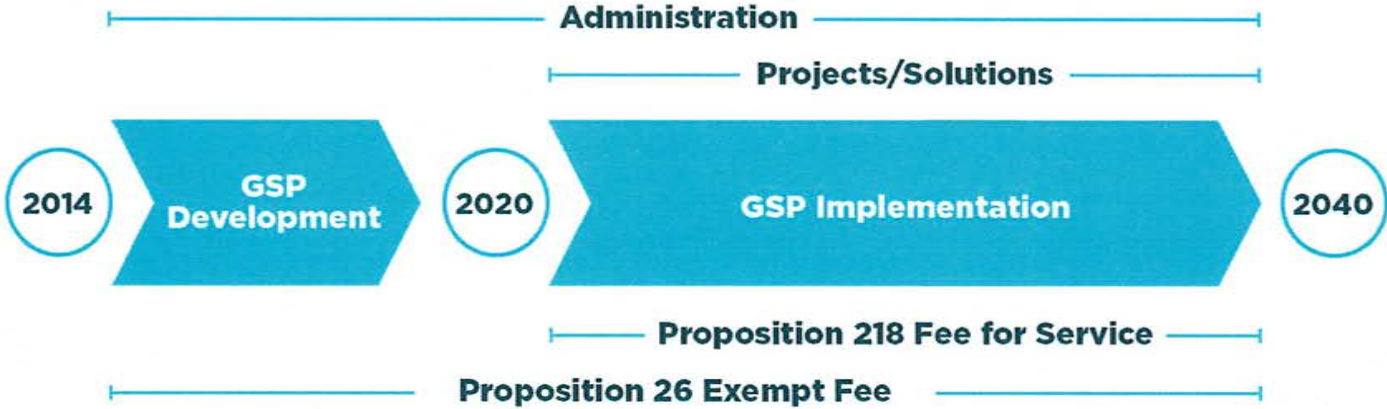 Administration
Projects/Solutions
2014
GSP
Development
2020
GSP Implementation
2040
Proposition 218 Fee for Service
Proposition 26 Exempt Fee